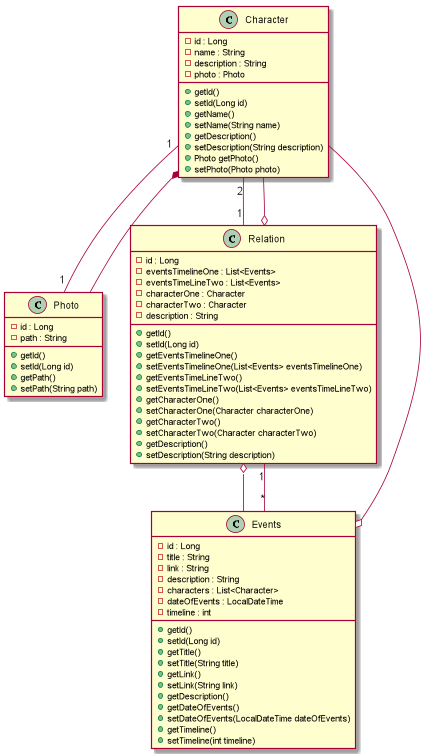 C Character
id : Long
name : String
description : String
photo : Photo
getId()
setId(Long id)
getName()
setName(String name)
getDescription()
setDescription(String description)
Photo getPhoto()
setPhoto(Photo photo)
1
2
1
1
C Relation
id : Long
eventsTimelineOne : List<Events>
eventsTimeLineTwo : List<Events>
characterOne : Character
characterTwo : Character
description : String
getId()
setId(Long id)
getEventsTimelineOne()
setEventsTimelineOne(List<Events> eventsTimelineOne)
getEventsTimeLineTwo()
setEventsTimeLineTwo(List<Events> eventsTimeLineTwo)
getCharacterOne()
setCharacterOne(Character characterOne)
getCharacterTwo()
setCharacterTwo(Character characterTwo)
getDescription()
setDescription(String description)
C Photo
id : Long
path : String
getId()
setId(Long id)
getPath()
setPath(String path)
1
*
C Events
id : Long
title : String
link : String
description : String
characters : List<Character>
dateOfEvents : LocalDateTime
timeline : int
getId()
setId(Long id)
getTitle()
setTitle(String title)
getLink()
setLink(String link)
getDescription()
getDateOfEvents()
setDateOfEvents(LocalDateTime dateOfEvents)
getTimeline()
setTimeline(int timeline)